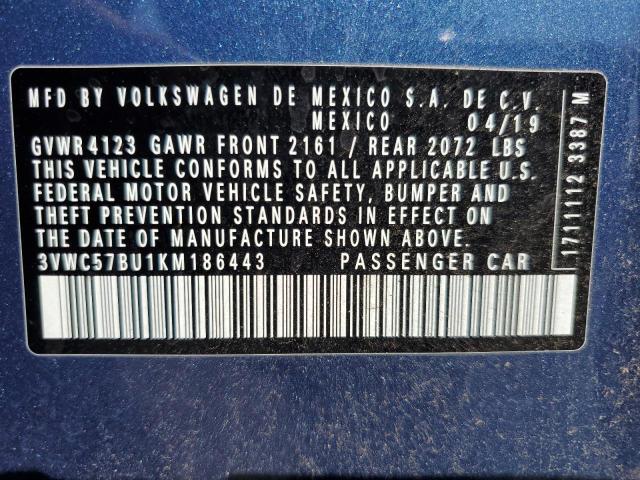 MFD BY VOLKSWAGEN DE MEXICO S.A. DE C.V.
MEXICO 04/19
GVWR 4123 GAWR FRONT 2161 / REAR 2072 LBS
THIS VEHICLE CONFORMS TO ALL APPLICABLE U.S.
FEDERAL MOTOR VEHICLE SAFETY, BUMPER AND
THEFT PREVENTION STANDARDS IN EFFECT ON
THE DATE OF MANUFACTURE SHOWN ABOVE.
3VWC57BU1KM186443 PASSENGER CAR
17111112 3387 M